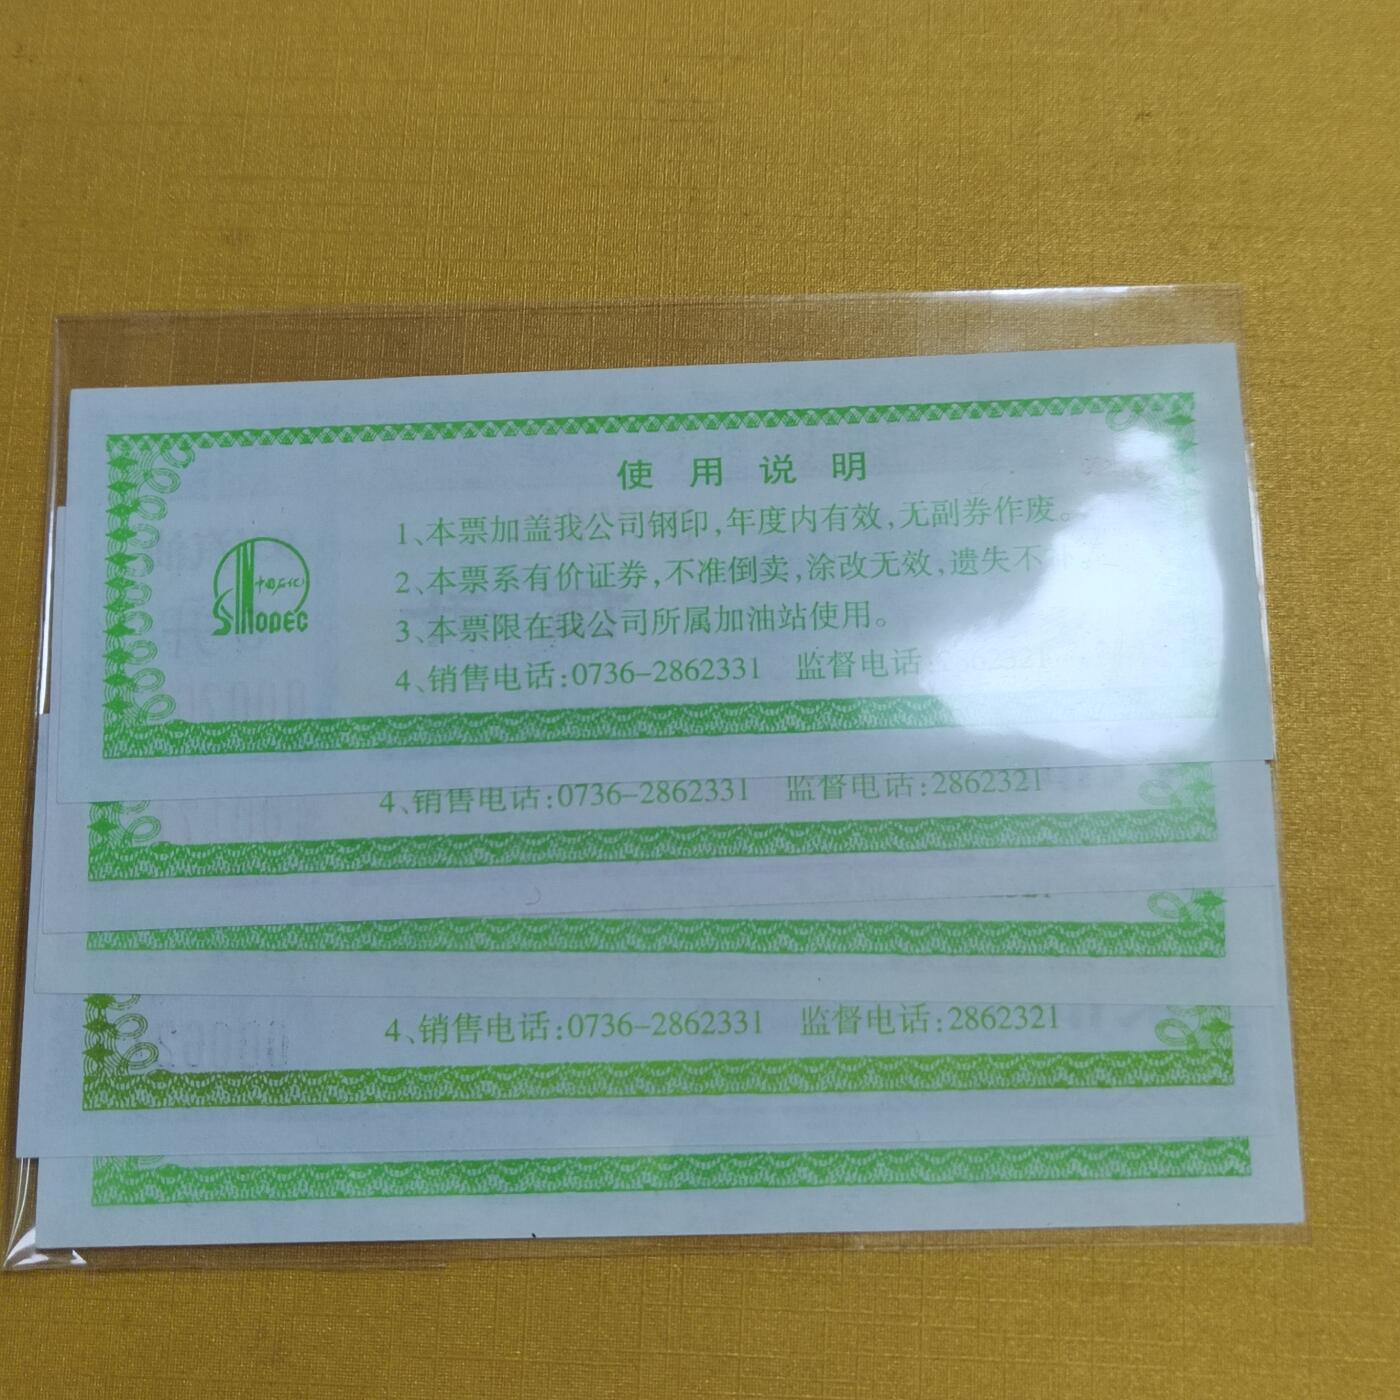 使用说明
1、本票加盖我公司钢印,年度内有效,无副券作废。
2、本票系有价证券,不准倒卖,涂改无效,遗失不
3、本票限在我公司所属加油站使用。
4、销售电话:0736-2862331 监督电话
中国石化
SINOPEC
4、销售电话:0736-2862331 监督电话:2862321
4、销售电话:0736-2862331 监督电话:2862321